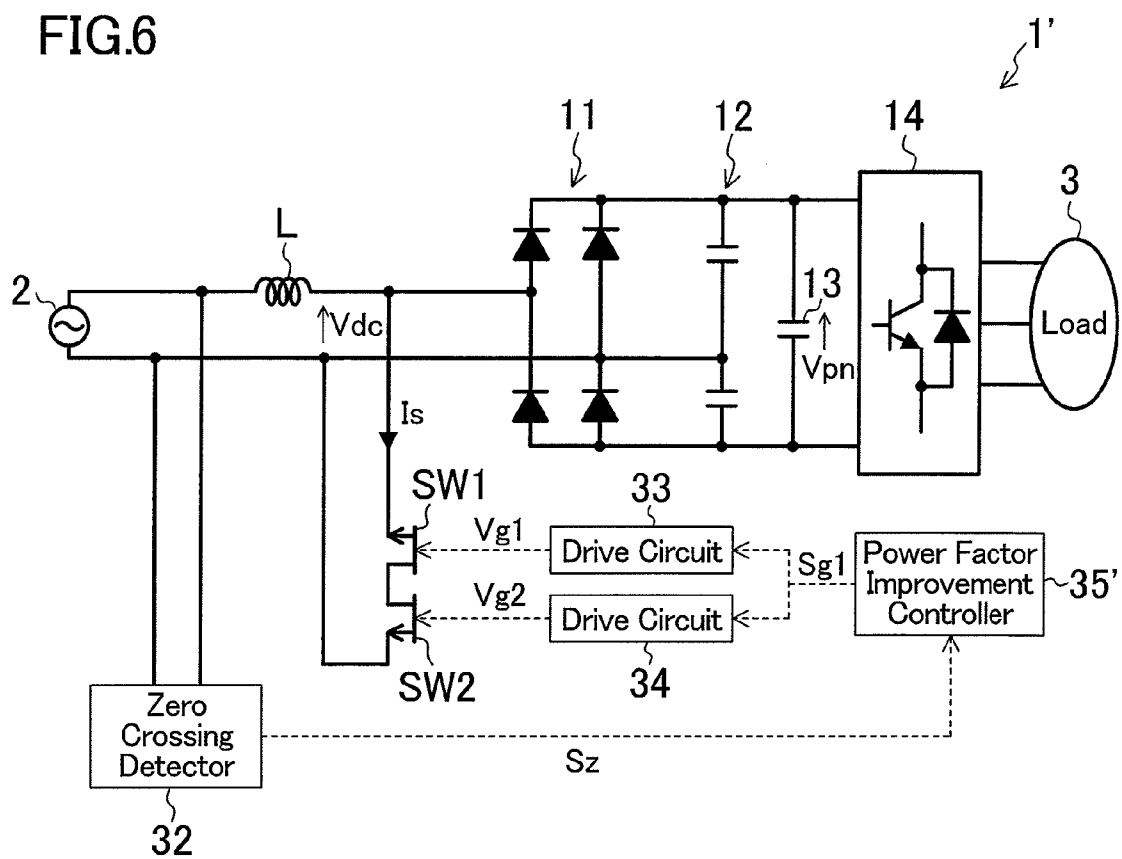 FIG.6
1'
11
12
14
3
L
2
Vdc
13
Vpn
Load
Is
SW1
Vg1
33
Drive Circuit
Sg1
Power Factor
Improvement
Controller
35'
Vg2
Drive Circuit
34
SW2
Zero
Crossing
Detector
Sz
32